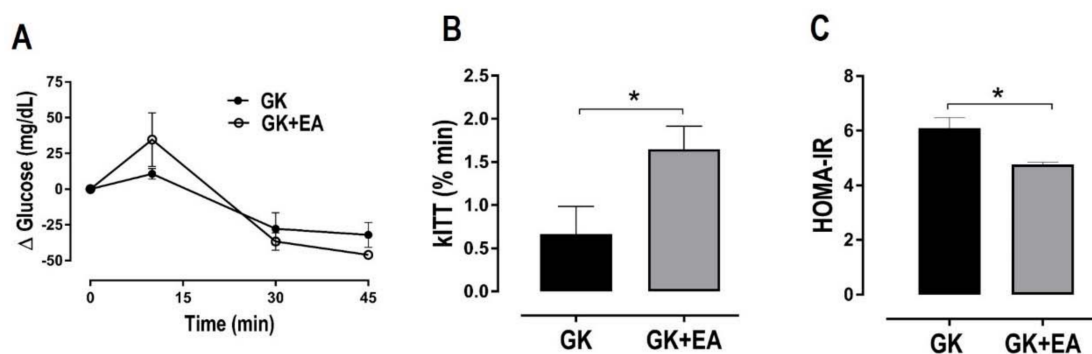 A
Δ Glucose (mg/dL)
75
50
25
0
-25
-50
GK
GK+EA
0
15
30
45
Time (min)
B
kITT (% min)
2.5
2.0
1.5
1.0
0.5
0.0
*
GK
GK+EA
C
HOMA-IR
8
6
4
2
0
*
GK
GK+EA